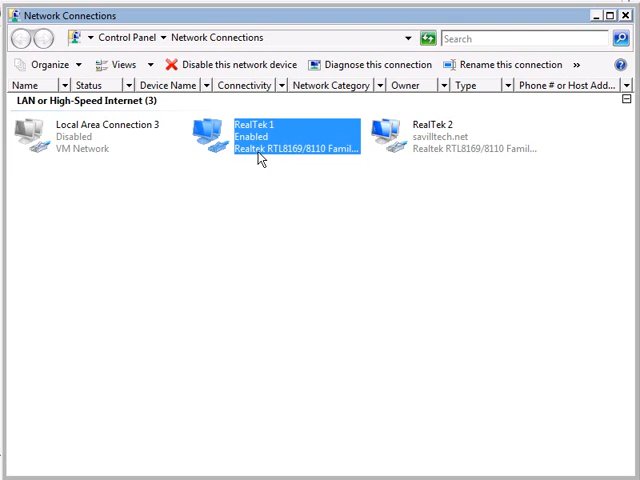 Network Connections
Control Panel Network Connections Search
Organize Views Disable this network device Diagnose this connection Rename this connection » ?
Name Status Device Name Connectivity Network Category Owner Type Phone # or Host Add...
LAN or High-Speed Internet (3)
Local Area Connection 3
Disabled
VM Network
RealTek 1
Enabled
Realtek RTL8169/8110 Famil...
RealTek 2
savilltech.net
Realtek RTL8169/8110 Famil...